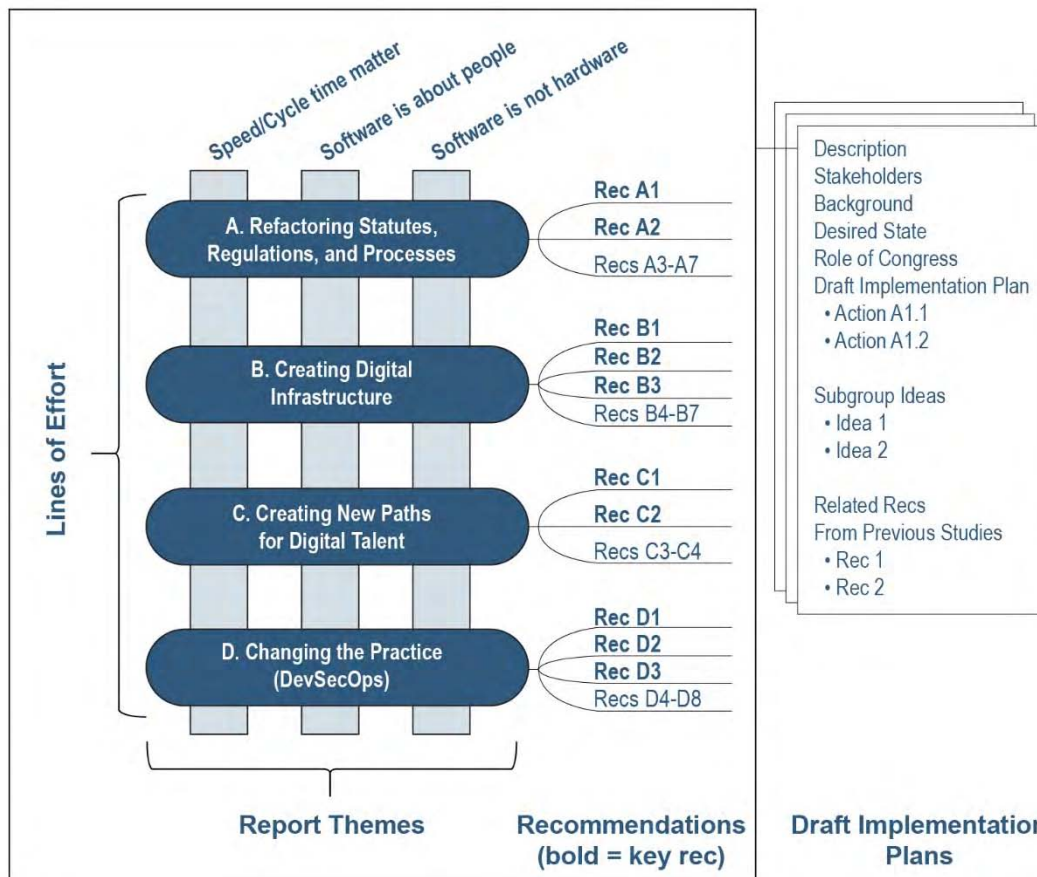 Speed/Cycle time matter
Software is about people
Software is not hardware
Lines of Effort
A. Refactoring Statutes,
Regulations, and Processes
Rec A1
Rec A2
Recs A3-A7
B. Creating Digital
Infrastructure
Rec B1
Rec B2
Rec B3
Recs B4-B7
C. Creating New Paths
for Digital Talent
Rec C1
Rec C2
Recs C3-C4
D. Changing the Practice
(DevSecOps)
Rec D1
Rec D2
Rec D3
Recs D4-D8
Report Themes
Recommendations
(bold = key rec)
Description
Stakeholders
Background
Desired State
Role of Congress
Draft Implementation Plan
• Action A1.1
• Action A1.2
Subgroup Ideas
• Idea 1
• Idea 2
Related Recs
From Previous Studies
• Rec 1
• Rec 2
Draft Implementation
Plans